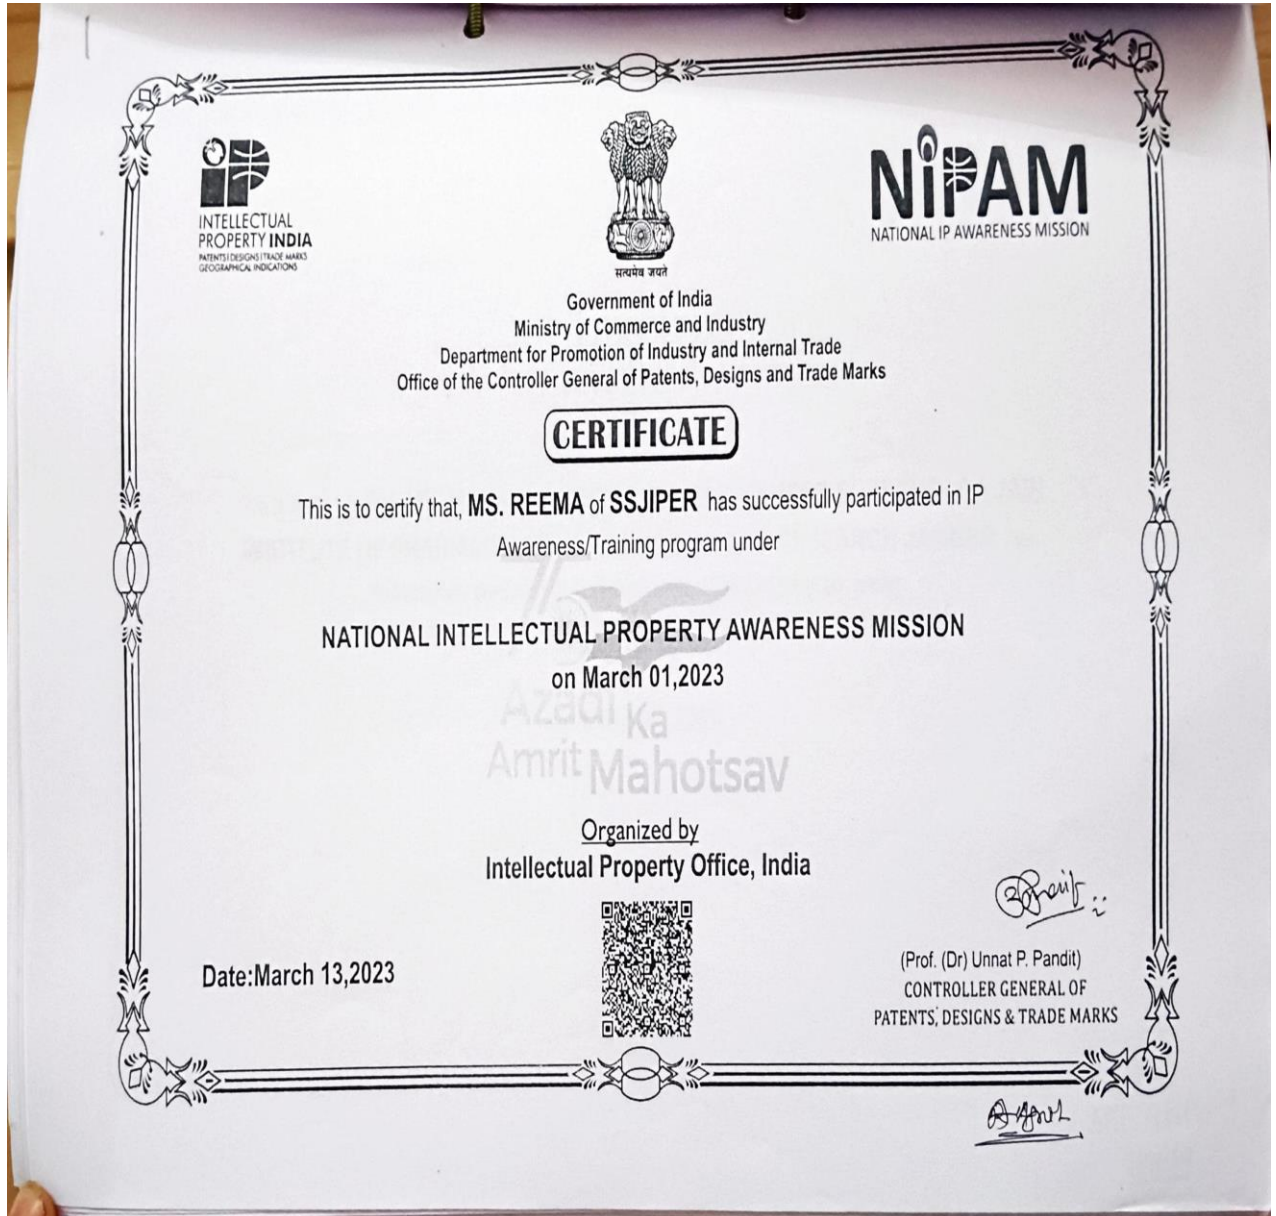 iP
INTELLECTUAL
PROPERTY INDIA
PATENTS | DESIGNS | TRADE MARKS
GEOGRAPHICAL INDICATIONS
सत्यमेव जयते
NiPAM
NATIONAL IP AWARENESS MISSION
Government of India
Ministry of Commerce and Industry
Department for Promotion of Industry and Internal Trade
Office of the Controller General of Patents, Designs and Trade Marks
CERTIFICATE
This is to certify that, MS. REEMA of SSJIPER has successfully participated in IP
Awareness/Training program under
75
NATIONAL INTELLECTUAL PROPERTY AWARENESS MISSION
on March 01,2023
Azadi Ka
Amrit Mahotsav
Organized by
Intellectual Property Office, India
Date:March 13,2023
(Prof. (Dr) Unnat P. Pandit)
CONTROLLER GENERAL OF
PATENTS, DESIGNS & TRADE MARKS